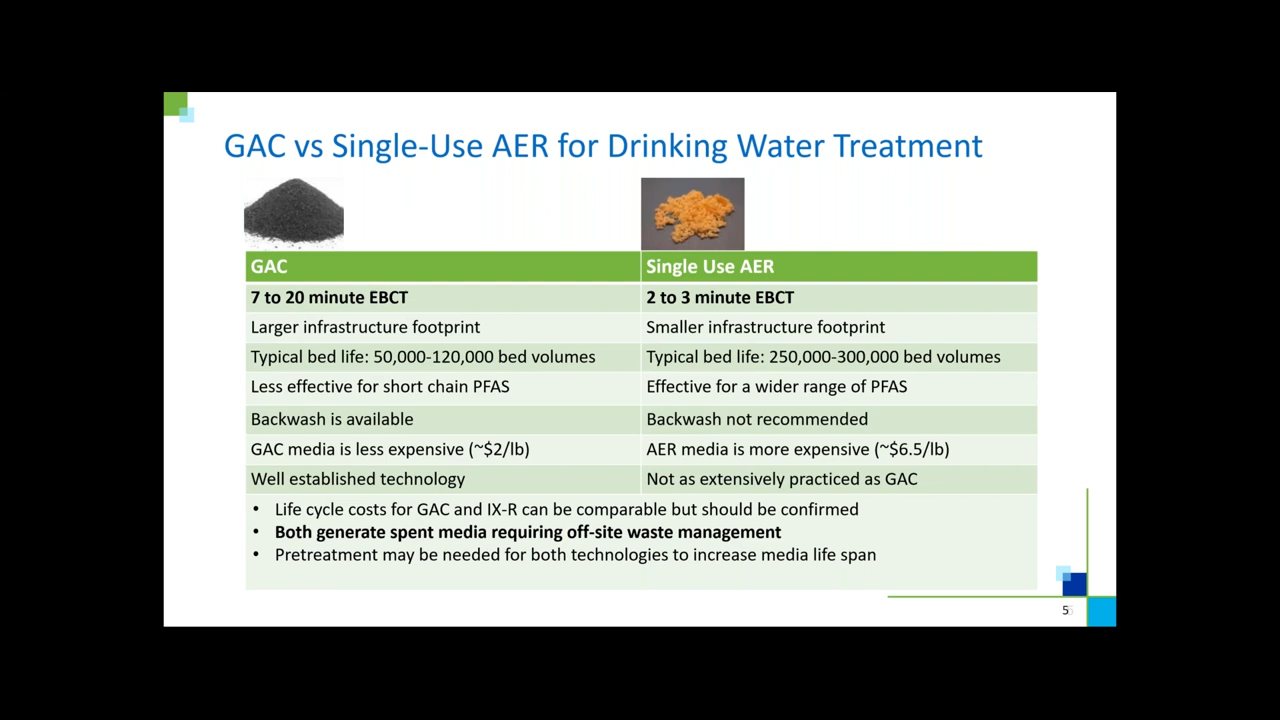 GAC vs Single-Use AER for Drinking Water Treatment
GAC
Single Use AER
7 to 20 minute EBCT
2 to 3 minute EBCT
Larger infrastructure footprint
Smaller infrastructure footprint
Typical bed life: 50,000-120,000 bed volumes
Typical bed life: 250,000-300,000 bed volumes
Less effective for short chain PFAS
Effective for a wider range of PFAS
Backwash is available
Backwash not recommended
GAC media is less expensive (~$2/lb)
AER media is more expensive (~$6.5/lb)
Well established technology
Not as extensively practiced as GAC
• Life cycle costs for GAC and IX-R can be comparable but should be confirmed
• Both generate spent media requiring off-site waste management
• Pretreatment may be needed for both technologies to increase media life span
5